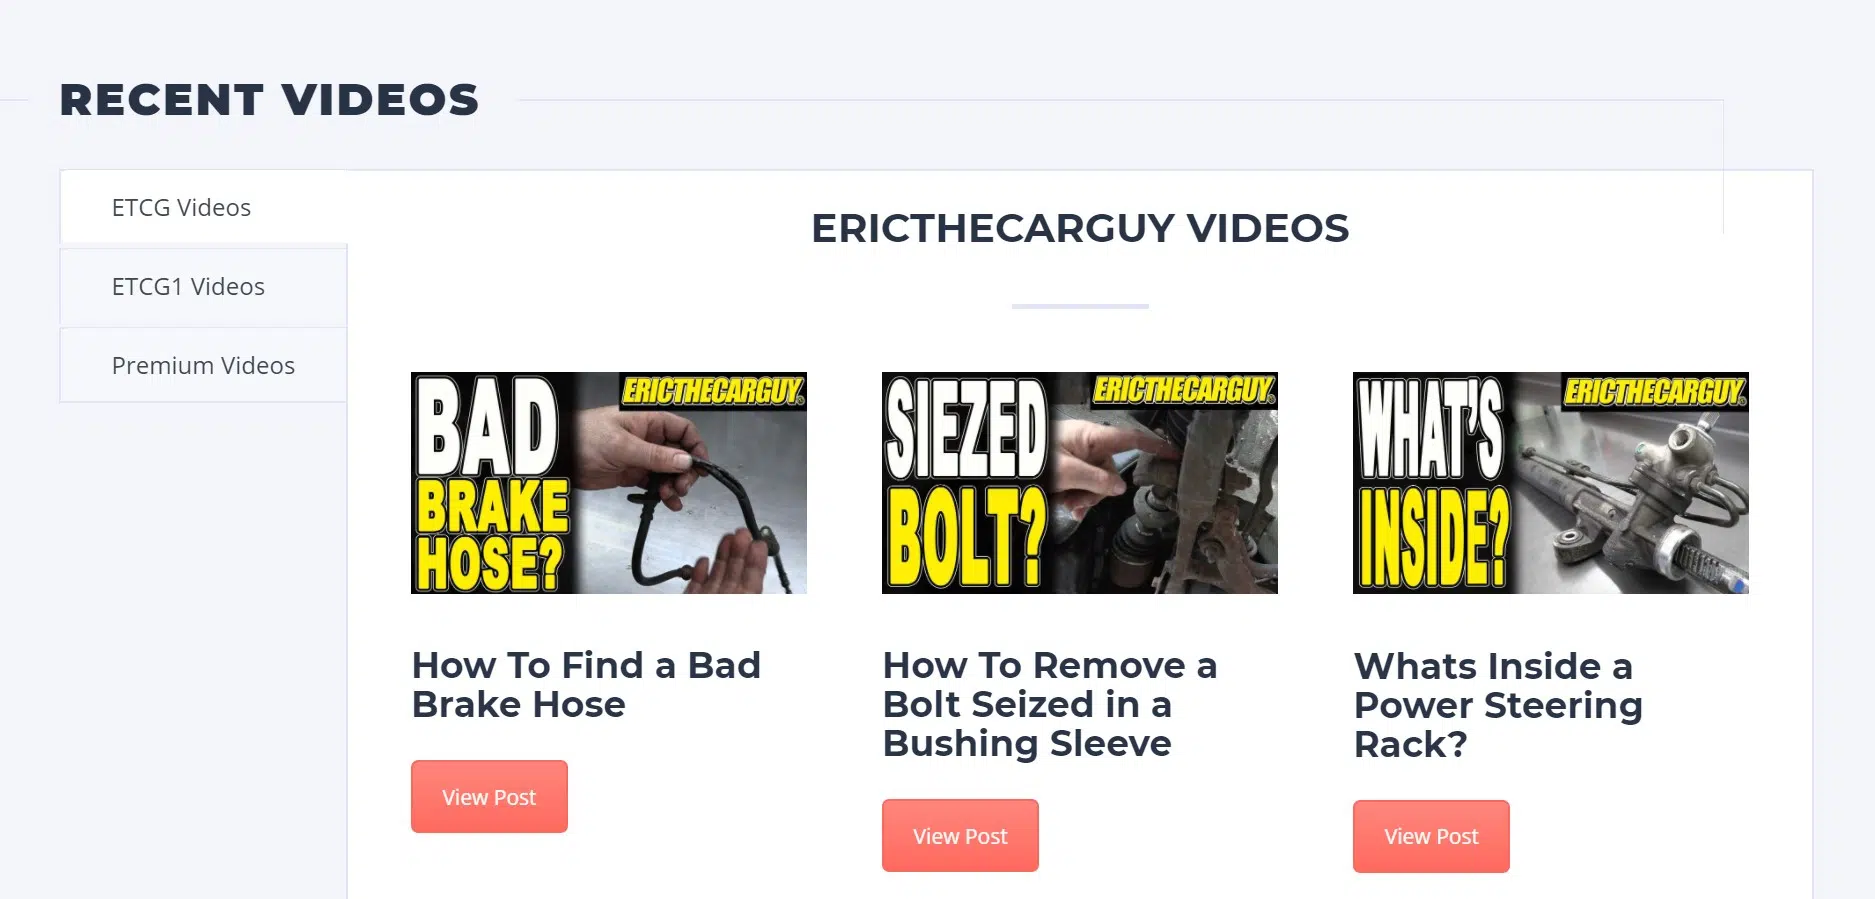 RECENT VIDEOS
ETCG Videos
ETCG1 Videos
Premium Videos
ERICTHECARGUY VIDEOS
BAD
BRAKE
HOSE?
ERICTHECARGUY
How To Find a Bad
Brake Hose
View Post
SIEZED
BOLT?
ERICTHECARGUY
How To Remove a
Bolt Seized in a
Bushing Sleeve
View Post
WHAT'S
INSIDE?
ERICTHECARGUY
Whats Inside a
Power Steering
Rack?
View Post